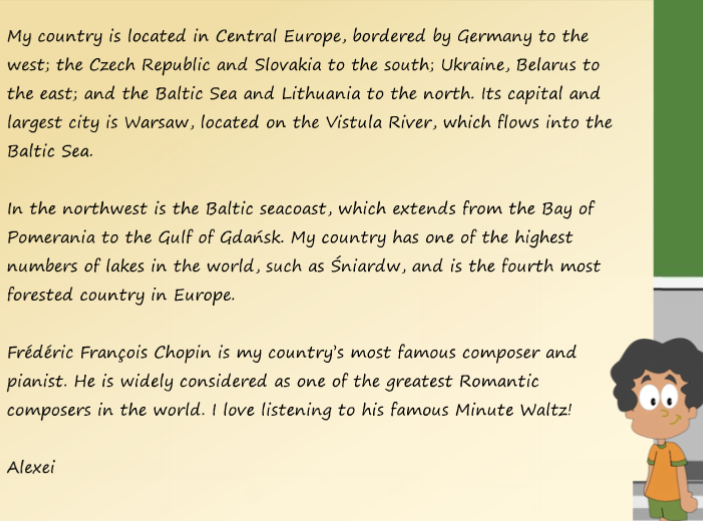 My country is located in Central Europe, bordered by Germany to the
west; the Czech Republic and Slovakia to the south; Ukraine, Belarus to
the east; and the Baltic Sea and Lithuania to the north. Its capital and
largest city is Warsaw, located on the Vistula River, which flows into the
Baltic Sea.
In the northwest is the Baltic seacoast, which extends from the Bay of
Pomerania to the Gulf of Gdańsk. My country has one of the highest
numbers of lakes in the world, such as Śniardw, and is the fourth most
forested country in Europe.
Frédéric François Chopin is my country's most famous composer and
pianist. He is widely considered as one of the greatest Romantic
composers in the world. I love listening to his famous Minute Waltz!
Alexei